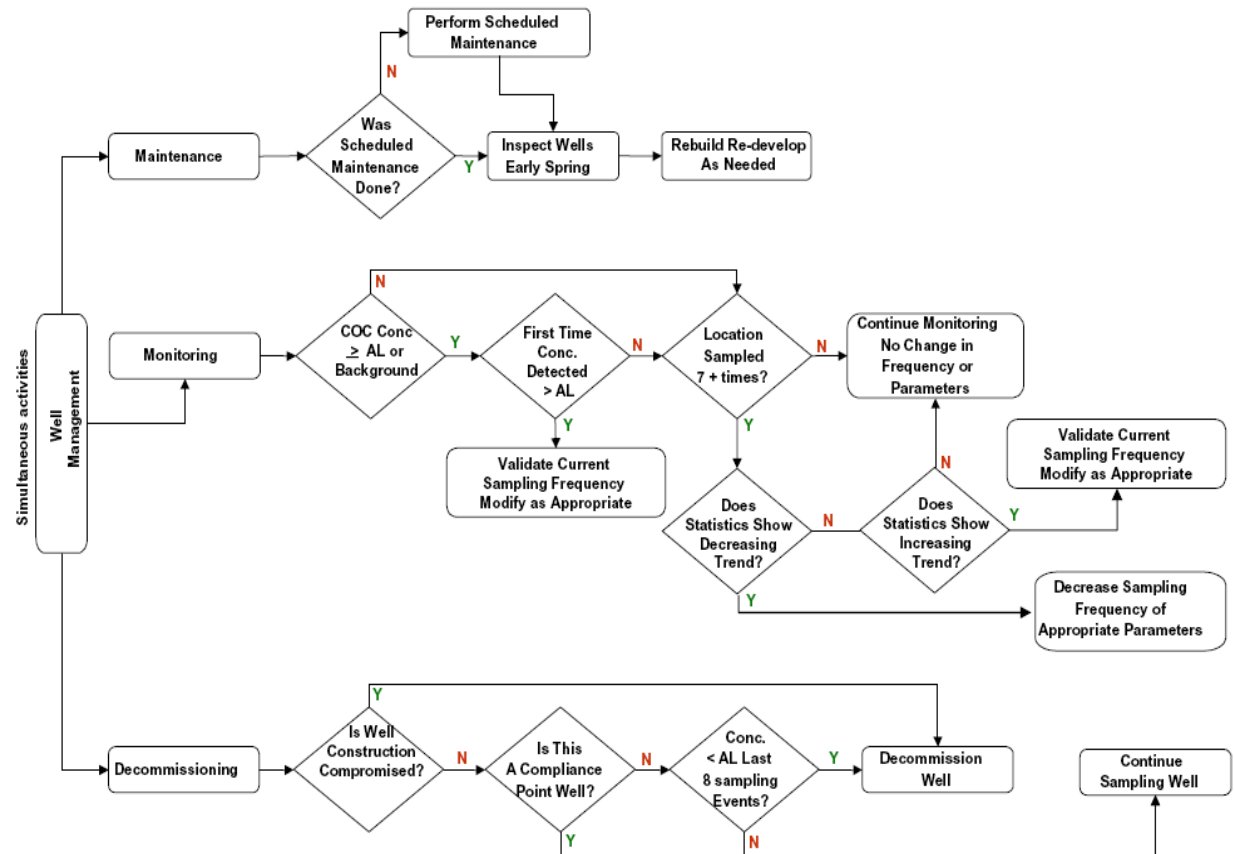 Perform Scheduled
Maintenance
N
Was
Scheduled
Maintenance
Done?
Maintenance
Y
Inspect Wells
Early Spring
Rebuild Re-develop
As Needed
Simultaneous activities
Well
Management
N
Monitoring
COC Conc
≥ AL or
Background
Y
First Time
Conc.
Detected
> AL
N
Location
Sampled
7 + times?
N
Continue Monitoring
No Change in
Frequency or
Parameters
Y
Validate Current
Sampling Frequency
Modify as Appropriate
Y
Does
Statistics Show
Decreasing
Trend?
N
Does
Statistics Show
Increasing
Trend?
N
Y
Validate Current
Sampling Frequency
Modify as Appropriate
Y
Decrease Sampling
Frequency of
Appropriate Parameters
Decommissioning
Y
Is Well
Construction
Compromised?
N
Is This
A Compliance
Point Well?
N
Conc.
< AL Last
8 sampling
Events?
Y
Decommission
Well
Continue
Sampling Well
Y
N